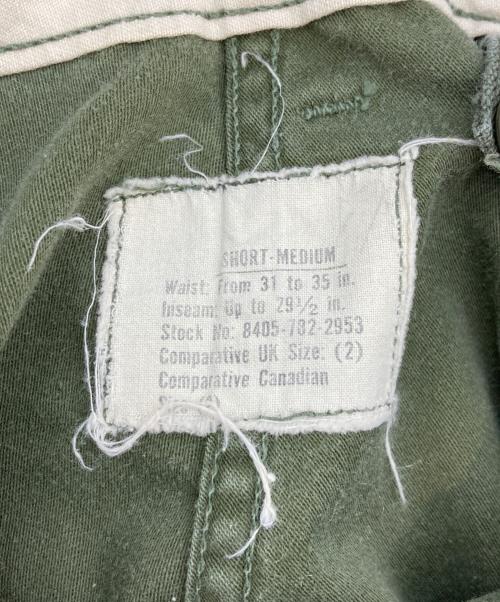 SHORT-MEDIUM
Waist: From 31 to 35 in.
Inseam: Up to 29½ in.
Stock No: 8405-782-2953
Comparative UK Size: (2)
Comparative Canadian
Size